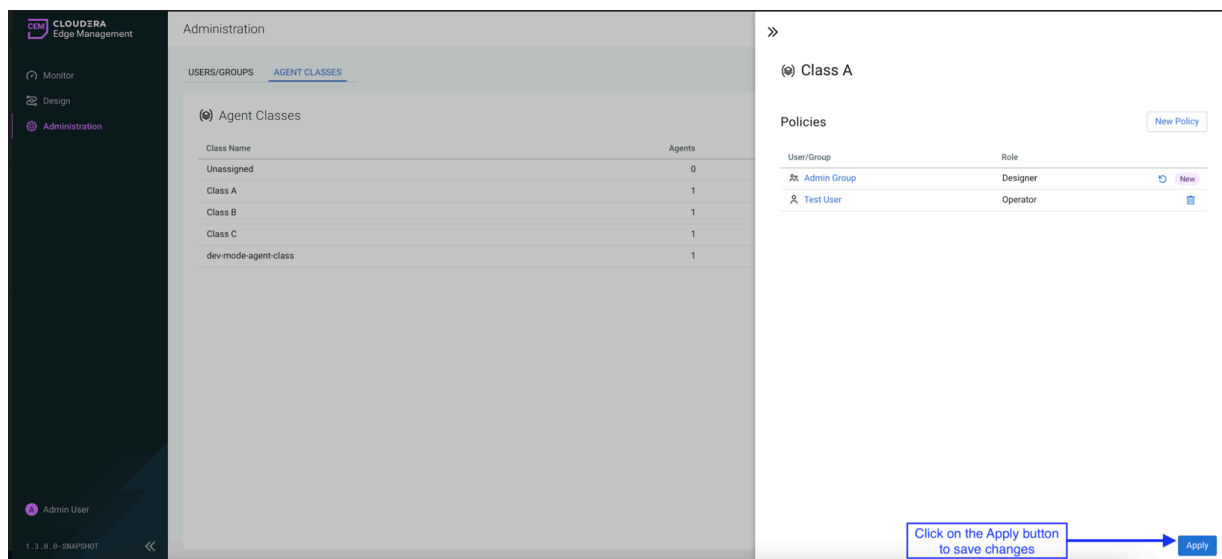 CEM CLOUDERA
Edge Management
Monitor
Design
Administration
A Admin User
1.3.0.0-SNAPSHOT
Administration
USERS/GROUPS AGENT CLASSES
Agent Classes
Class Name Agents
Unassigned 0
Class A 1
Class B 1
Class C 1
dev-mode-agent-class 1
Class A
Policies New Policy
User/Group Role
Admin Group Designer New
Test User Operator
Click on the Apply button
to save changes
Apply